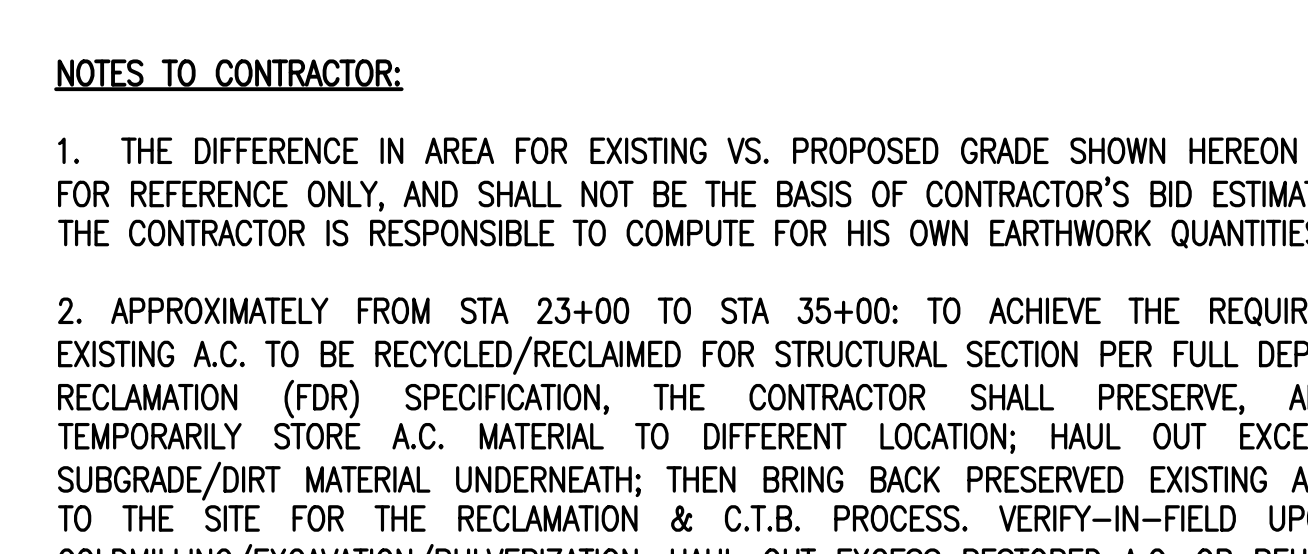 NOTES TO CONTRACTOR:
1. THE DIFFERENCE IN AREA FOR EXISTING VS. PROPOSED GRADE SHOWN HEREON
FOR REFERENCE ONLY, AND SHALL NOT BE THE BASIS OF CONTRACTOR'S BID
THE CONTRACTOR IS RESPONSIBLE TO COMPUTE FOR HIS OWN EARTHWORK
2. APPROXIMATELY FROM STA 23+00 TO STA 35+00: TO ACHIEVE THE
EXISTING A.C. TO BE RECYCLED/RECLAIMED FOR STRUCTURAL SECTION PER FULL
RECLAMATION (FDR) SPECIFICATION, THE CONTRACTOR SHALL PRESERVE,
TEMPORARILY STORE A.C. MATERIAL TO DIFFERENT LOCATION; HAUL OUT
SUBGRADE/DIRT MATERIAL UNDERNEATH; THEN BRING BACK PRESERVED EXISTING
TO THE SITE FOR THE RECLAMATION & C.T.B. PROCESS. VERIFY-IN-FIELD